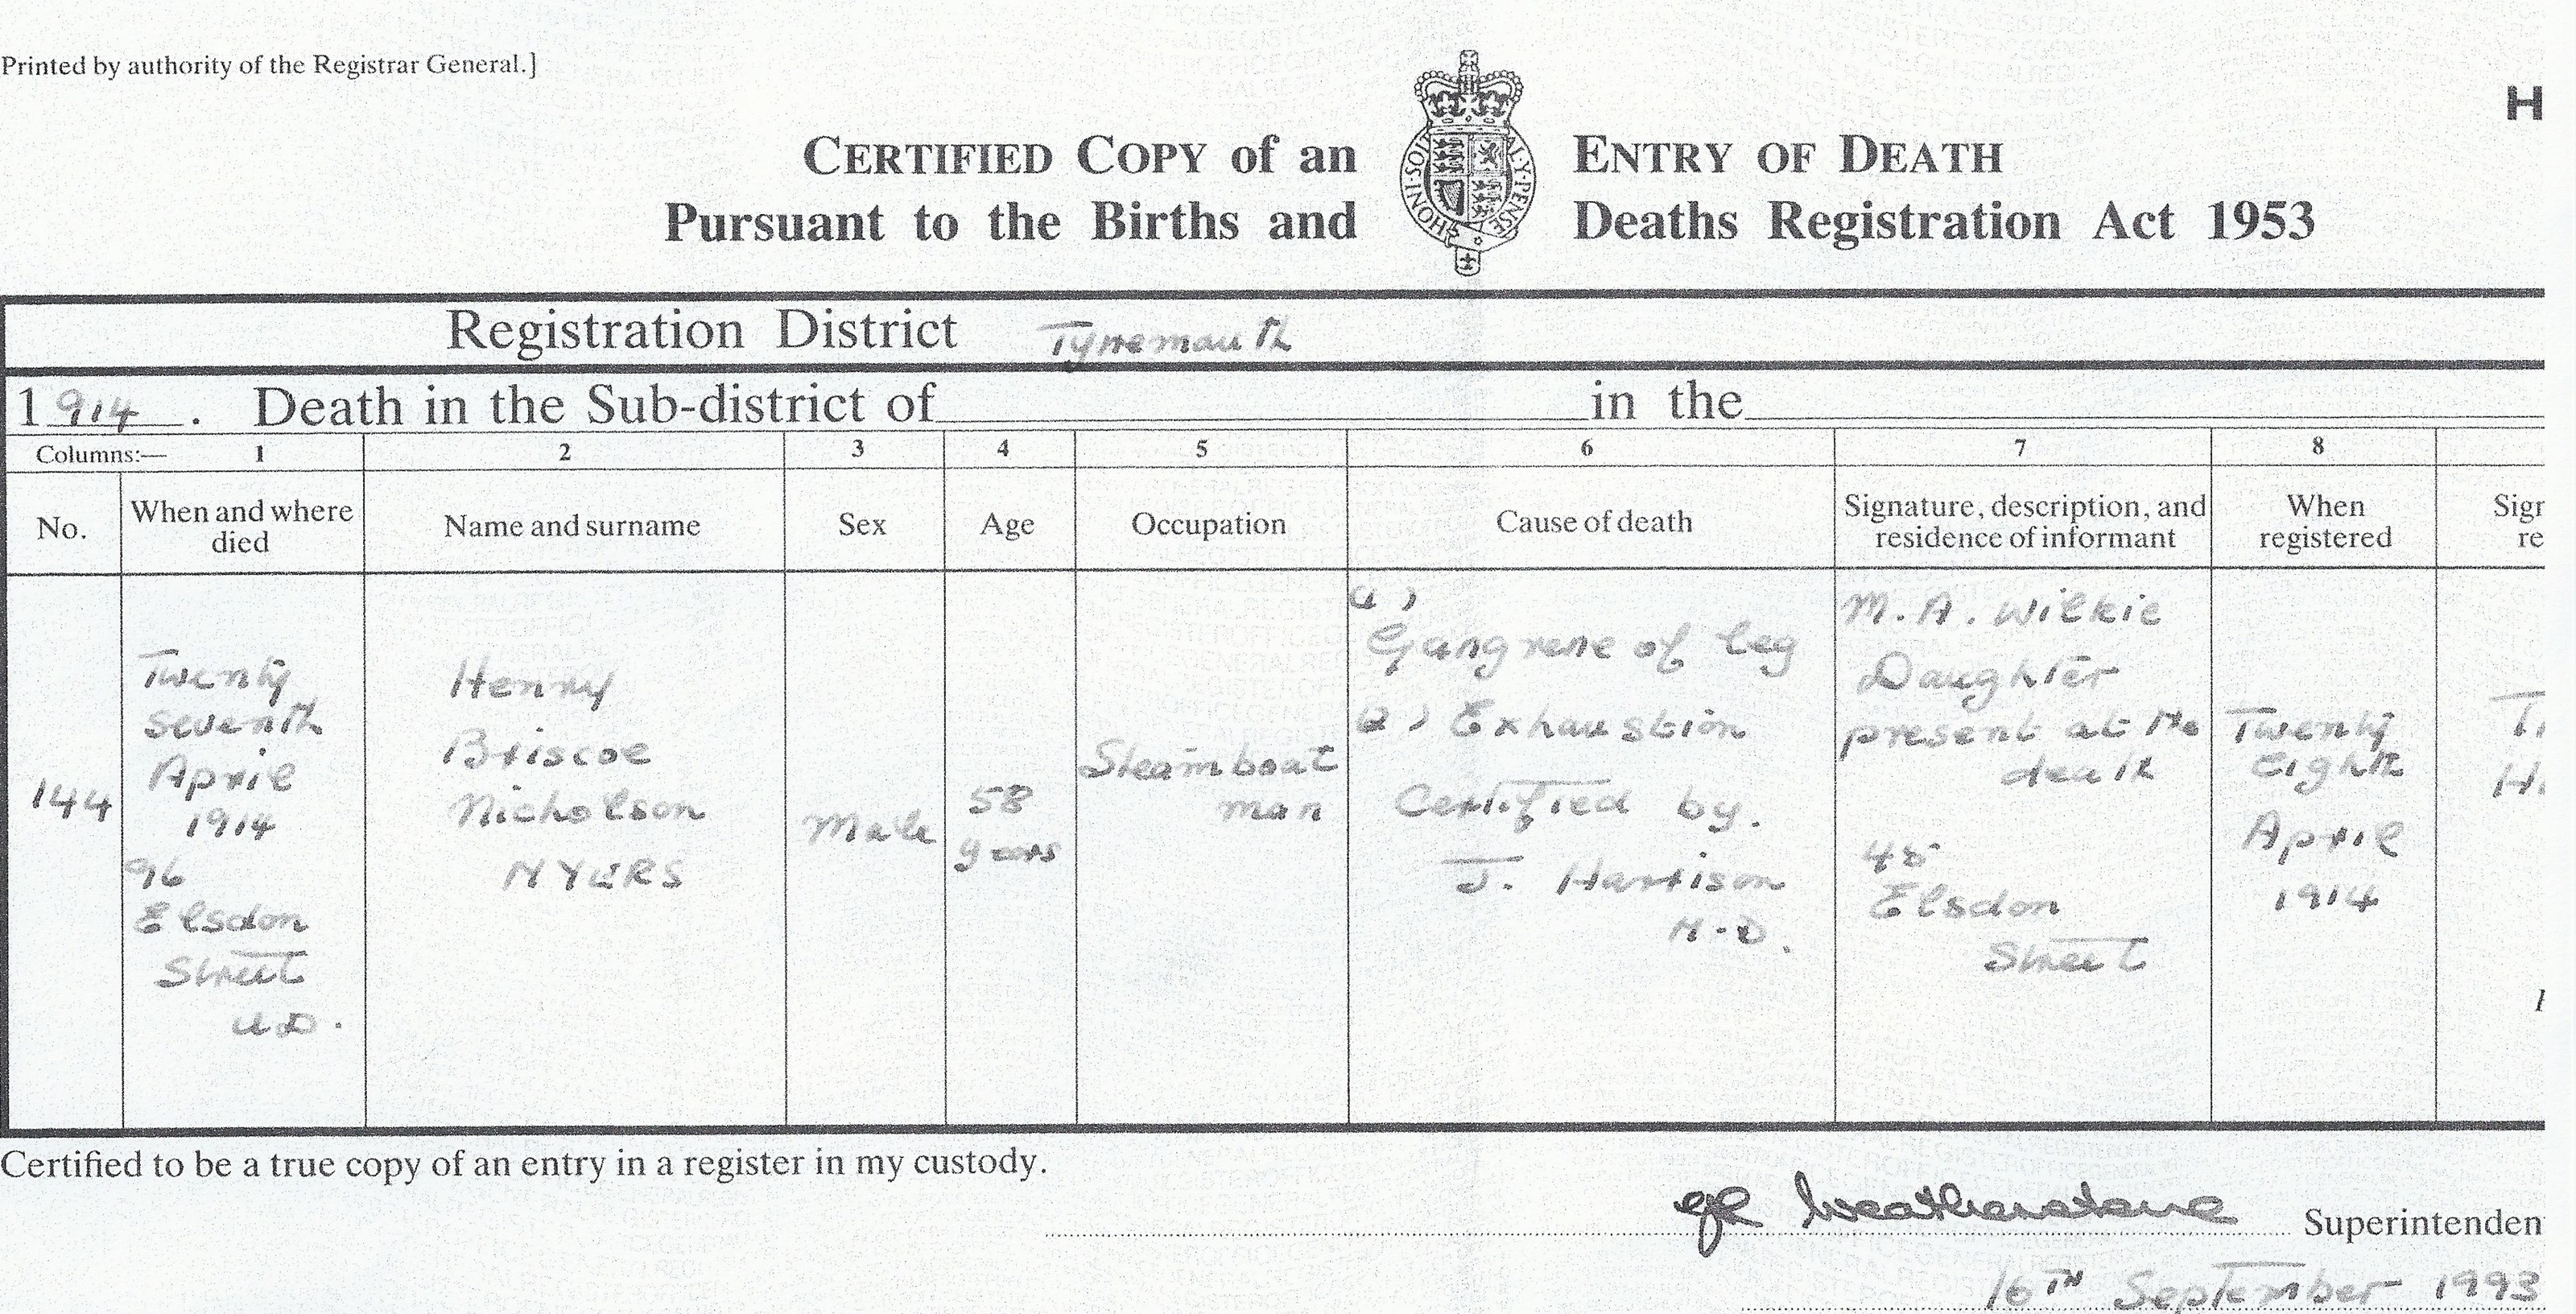 Printed by authority of the Registrar General.]
H
CERTIFIED COPY of an ENTRY OF DEATH
Pursuant to the Births and Deaths Registration Act 1953
HONI·SOIT Y·PENSE
Registration District Tynemouth
1914. Death in the Sub-district of in the
Columns:— 1 2 3 4 5 6 7 8
No.
When and where
died
Name and surname
Sex
Age
Occupation
Cause of death
Signature, description, and
residence of informant
When
registered
Sigr
re
144
Twenty
seventh
April
1914
96
Elsdon
Street
U D.
Henry
Briscoe
Nicholson
MYERS
Male
58
years
Steamboat
man
(1)
Gangrene of leg
(2) Exhaustion
Certified by.
J. Harrison
M.D.
M. A. Wilkie
Daughter
present at the
death
45
Elsdon
Street
Twenty
eighth
April
1914
H.
Certified to be a true copy of an entry in a register in my custody.
Weatherstone Superintenden
16TH September 1993